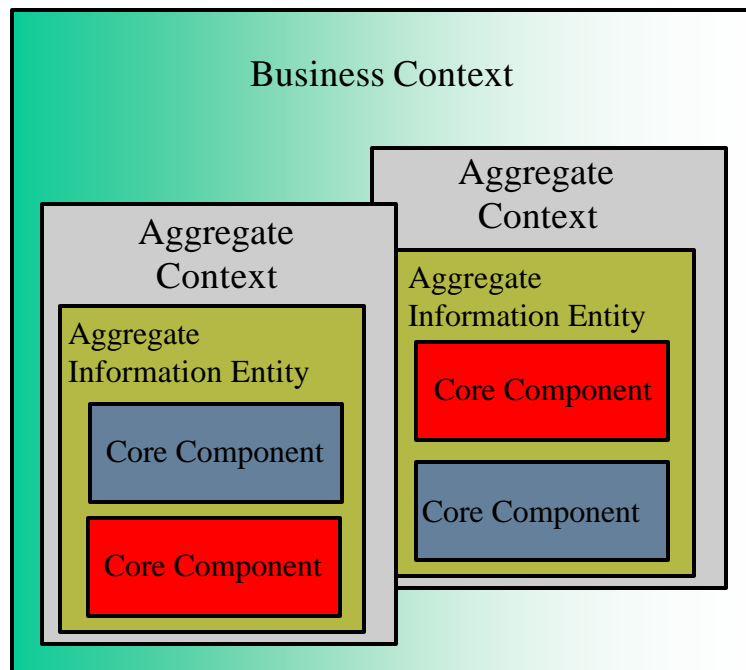 Business Context
Aggregate
Context
Aggregate
Information Entity
Core Component
Core Component
Aggregate
Context
Aggregate
Information Entity
Core Component
Core Component